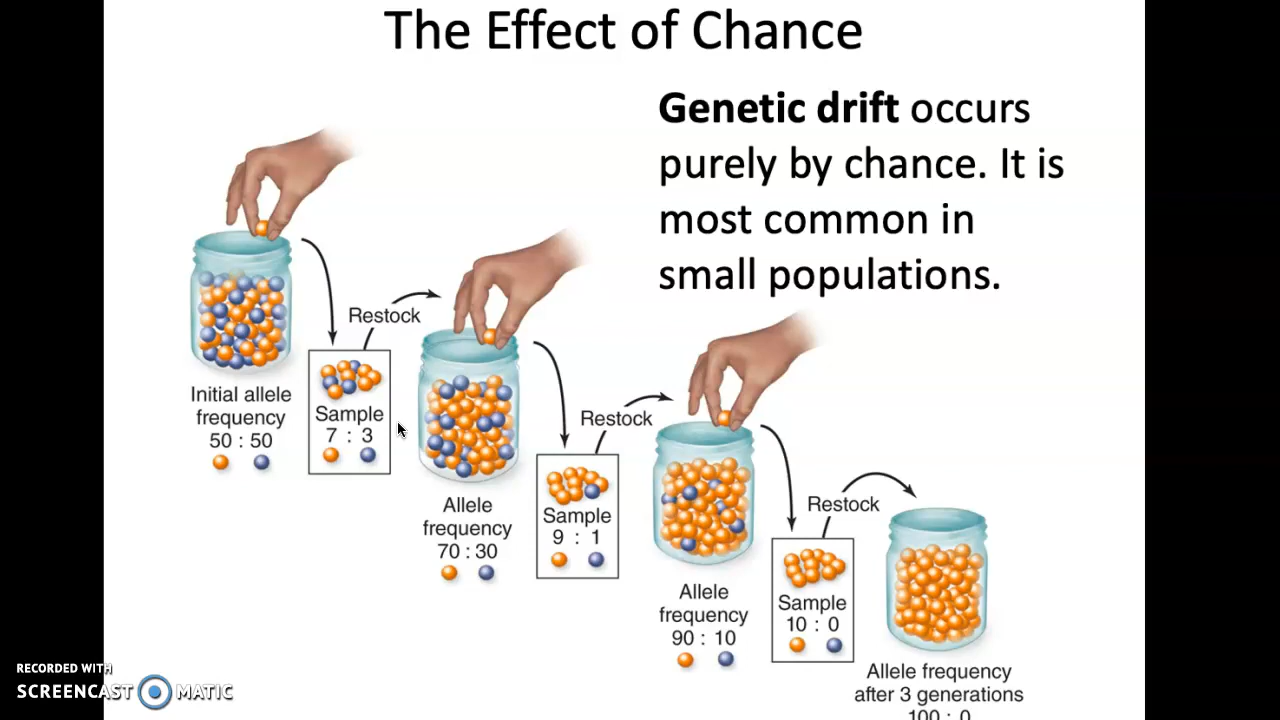 The Effect of Chance
Genetic drift occurs
purely by chance. It is
most common in
small populations.
Restock
Initial allele
frequency
50 : 50
Sample
7 : 3
Restock
Allele
frequency
70 : 30
Sample
9 : 1
Restock
Allele
frequency
90 : 10
Sample
10 : 0
Allele frequency
after 3 generations
100 : 0
RECORDED WITH
SCREENCAST MATIC